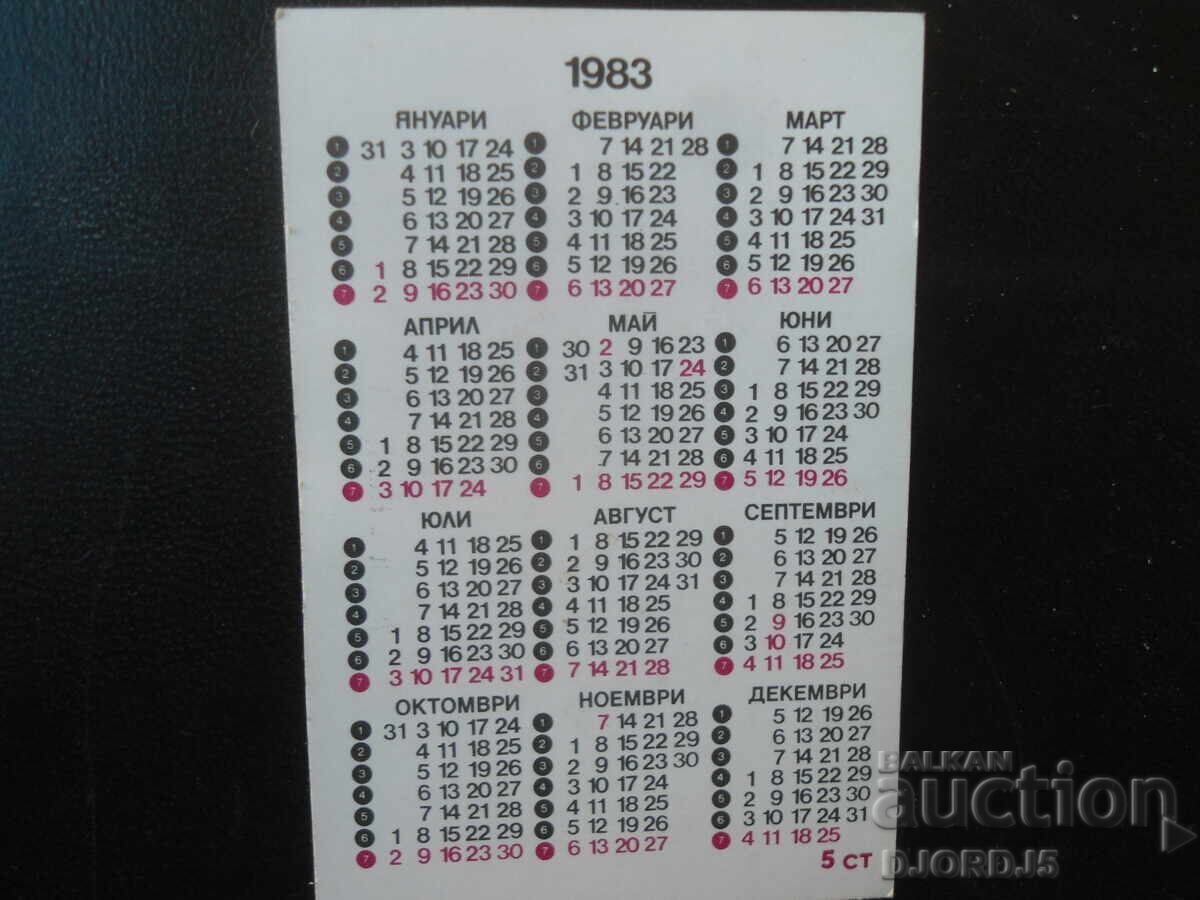 1983
ЯНУАРИ ФЕВРУАРИ МАРТ
1 31 3 10 17 24 1 7 14 21 28 1 7 14 21 28
2 4 11 18 25 2 1 8 15 22 2 1 8 15 22 29
3 5 12 19 26 3 2 9 16 23 3 2 9 16 23 30
4 6 13 20 27 4 3 10 17 24 4 3 10 17 24 31
5 7 14 21 28 5 4 11 18 25 5 4 11 18 25
6 1 8 15 22 29 6 5 12 19 26 6 5 12 19 26
7 2 9 16 23 30 7 6 13 20 27 7 6 13 20 27
АПРИЛ МАЙ ЮНИ
1 4 11 18 25 1 30 2 9 16 23 1 6 13 20 27
2 5 12 19 26 2 31 3 10 17 24 2 7 14 21 28
3 6 13 20 27 3 4 11 18 25 3 1 8 15 22 29
4 7 14 21 28 4 5 12 19 26 4 2 9 16 23 30
5 1 8 15 22 29 5 6 13 20 27 5 3 10 17 24
6 2 9 16 23 30 6 7 14 21 28 6 4 11 18 25
7 3 10 17 24 7 1 8 15 22 29 7 5 12 19 26
ЮЛИ АВГУСТ СЕПТЕМВРИ
1 4 11 18 25 1 1 8 15 22 29 1 5 12 19 26
2 5 12 19 26 2 2 9 16 23 30 2 6 13 20 27
3 6 13 20 27 3 3 10 17 24 31 3 7 14 21 28
4 7 14 21 28 4 4 11 18 25 4 1 8 15 22 29
5 1 8 15 22 29 5 5 12 19 26 5 2 9 16 23 30
6 2 9 16 23 30 6 6 13 20 27 6 3 10 17 24
7 3 10 17 24 31 7 7 14 21 28 7 4 11 18 25
ОКТОМВРИ НОЕМВРИ ДЕКЕМВРИ
1 31 3 10 17 24 1 7 14 21 28 1 5 12 19 26
2 4 11 18 25 2 1 8 15 22 29 2 6 13 20 27
3 5 12 19 26 3 2 9 16 23 30 3 7 14 21 28
4 6 13 20 27 4 3 10 17 24 4 1 8 15 22 29
5 7 14 21 28 5 4 11 18 25 5 2 9 16 23 30
6 1 8 15 22 29 6 5 12 19 26 6 3 10 17 24 31
7 2 9 16 23 30 7 6 13 20 27 7 4 11 18 25
5 ст
BALKAN
auction
DJORDJ5